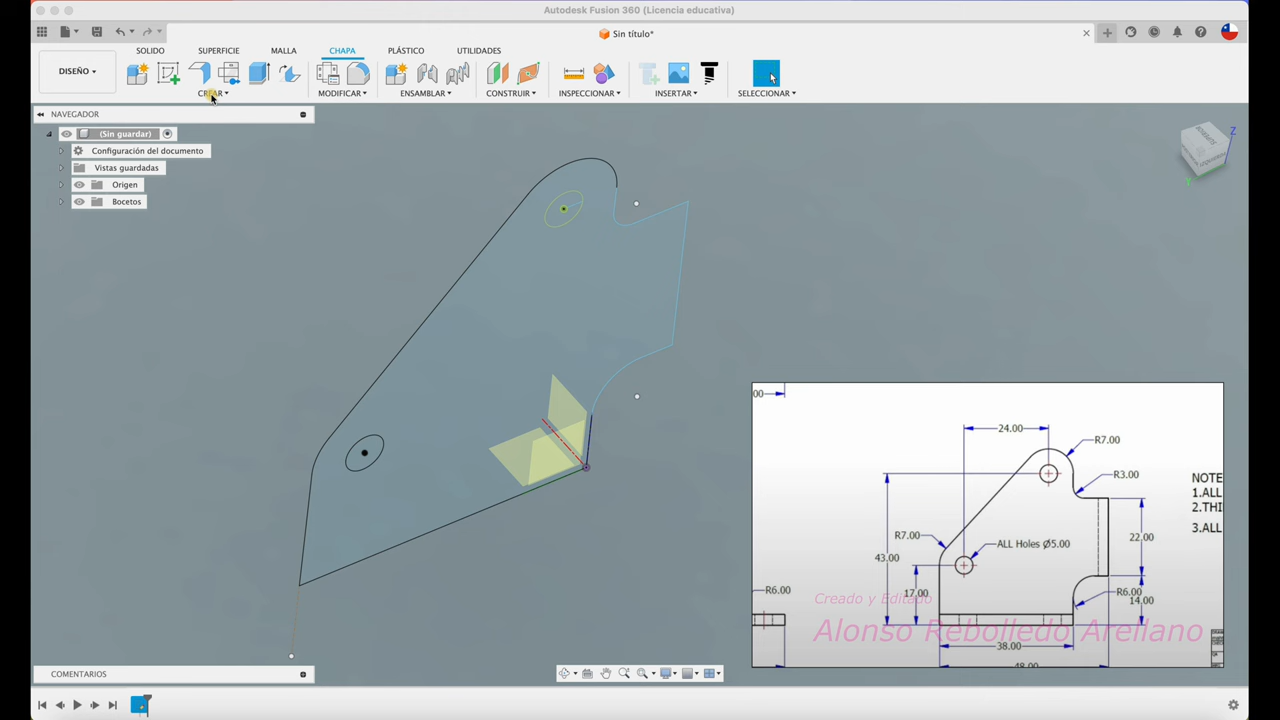 Autodesk Fusion 360 (Licencia educativa)
Sin título*
DISEÑO
SOLIDO
SUPERFICIE
MALLA
CHAPA
PLÁSTICO
UTILIDADES
CREAR
MODIFICAR
ENSAMBLAR
CONSTRUIR
INSPECCIONAR
INSERTAR
SELECCIONAR
NAVEGADOR
(Sin guardar)
Configuración del documento
Vistas guardadas
Origen
Bocetos
Z
Y
00
24.00
R7.00
R3.00
NOTE
1.ALL
2.THI
3.ALL
R7.00
ALL Holes Ø5.00
22.00
43.00
17.00
R6.00
R6.00
14.00
Creado y Editado
Alonso Rebolledo Arellano
38.00
48.00
COMENTARIOS